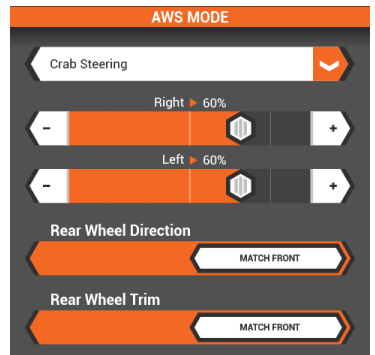 AWS MODE
Crab Steering
Right ▶ 60%
- +
Left ▶ 60%
- +
Rear Wheel Direction
MATCH FRONT
Rear Wheel Trim
MATCH FRONT